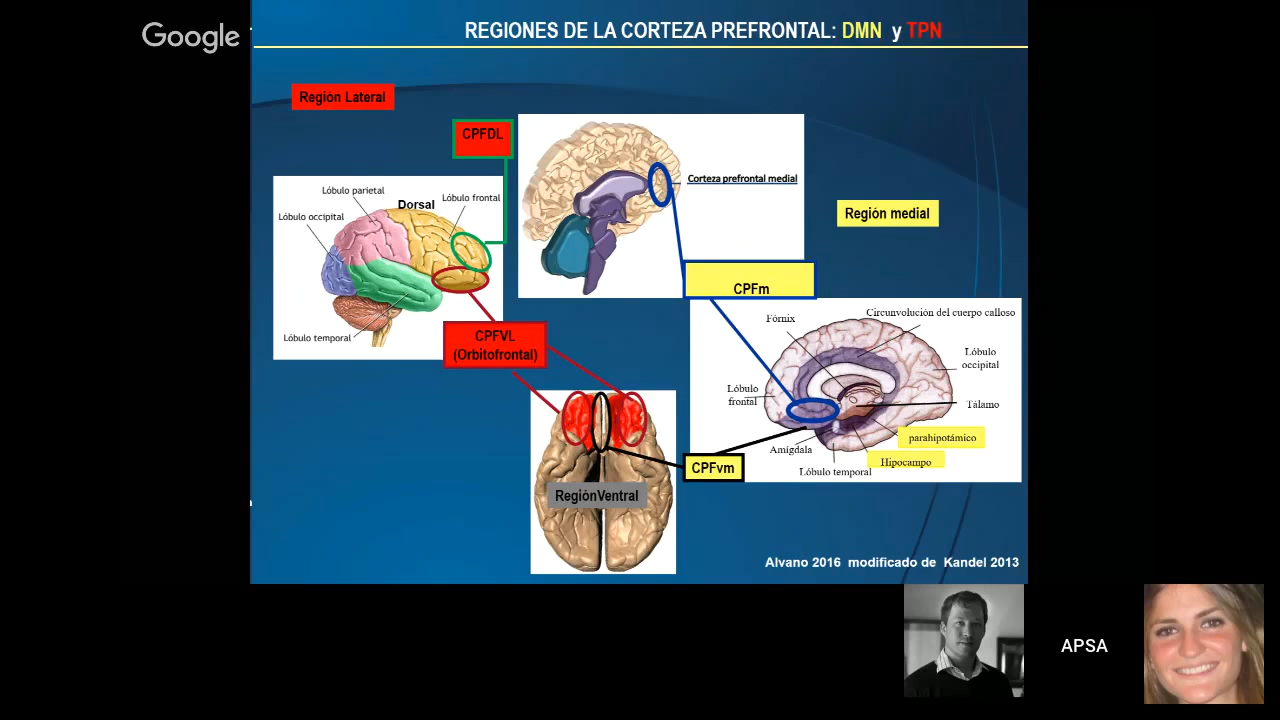 Google
REGIONES DE LA CORTEZA PREFRONTAL: DMN y TPN
Región Lateral
CPFDL
Corteza prefrontal medial
Región medial
Lóbulo parietal
Dorsal
Lóbulo frontal
Lóbulo occipital
Lóbulo temporal
CPFm
CPFVL
(Orbitofrontal)
Fórnix
Circunvolución del cuerpo calloso
Lóbulo
occipital
Lóbulo
frontal
Tálamo
parahipotámico
Amígdala
Hipocampo
Lóbulo temporal
CPFvm
RegiónVentral
Alvano 2016 modificado de Kandel 2013
APSA